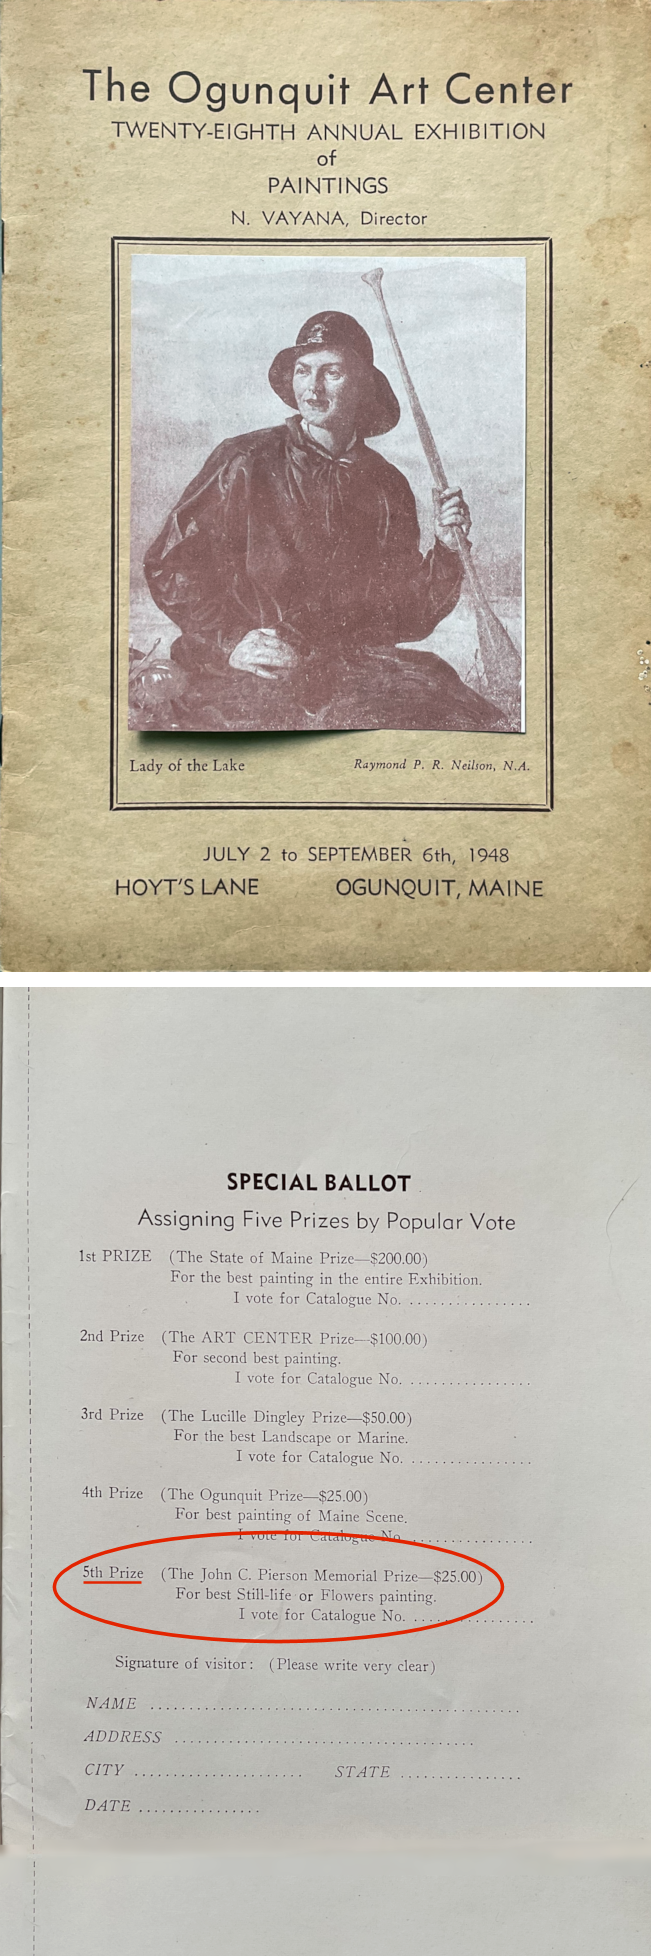 The Ogunquit Art Center
TWENTY-EIGHTH ANNUAL EXHIBITION
of
PAINTINGS
N. VAYANA, Director
Lady of the Lake Raymond P. R. Neilson, N.A.
JULY 2 to SEPTEMBER 6th, 1948
HOYT'S LANE OGUNQUIT, MAINE
SPECIAL BALLOT
Assigning Five Prizes by Popular Vote
1st PRIZE (The State of Maine Prize—$200.00)
For the best painting in the entire Exhibition.
I vote for Catalogue No. ................
2nd Prize (The ART CENTER Prize—$100.00)
For second best painting.
I vote for Catalogue No. ................
3rd Prize (The Lucille Dingley Prize—$50.00)
For the best Landscape or Marine.
I vote for Catalogue No. ................
4th Prize (The Ogunquit Prize—$25.00)
For best painting of Maine Scene.
I vote for Catalogue No. ................
5th Prize (The John C. Pierson Memorial Prize—$25.00)
For best Still-life or Flowers painting.
I vote for Catalogue No. ................
Signature of visitor: (Please write very clear)
NAME ................................................
ADDRESS .......................................
CITY ...................... STATE ................
DATE ................